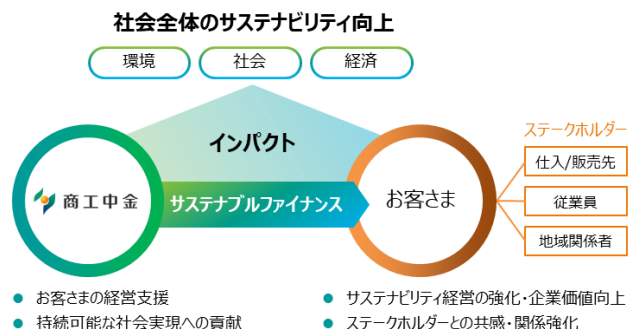 社会全体のサステナビリティ向上
環境
社会
経済
インパクト
商工中金
サステナブルファイナンス
お客さま
ステークホルダー
仕入/販売先
従業員
地域関係者
● お客さまの経営支援
● 持続可能な社会実現への貢献
● サステナビリティ経営の強化・企業価値向上
● ステークホルダーとの共感・関係強化